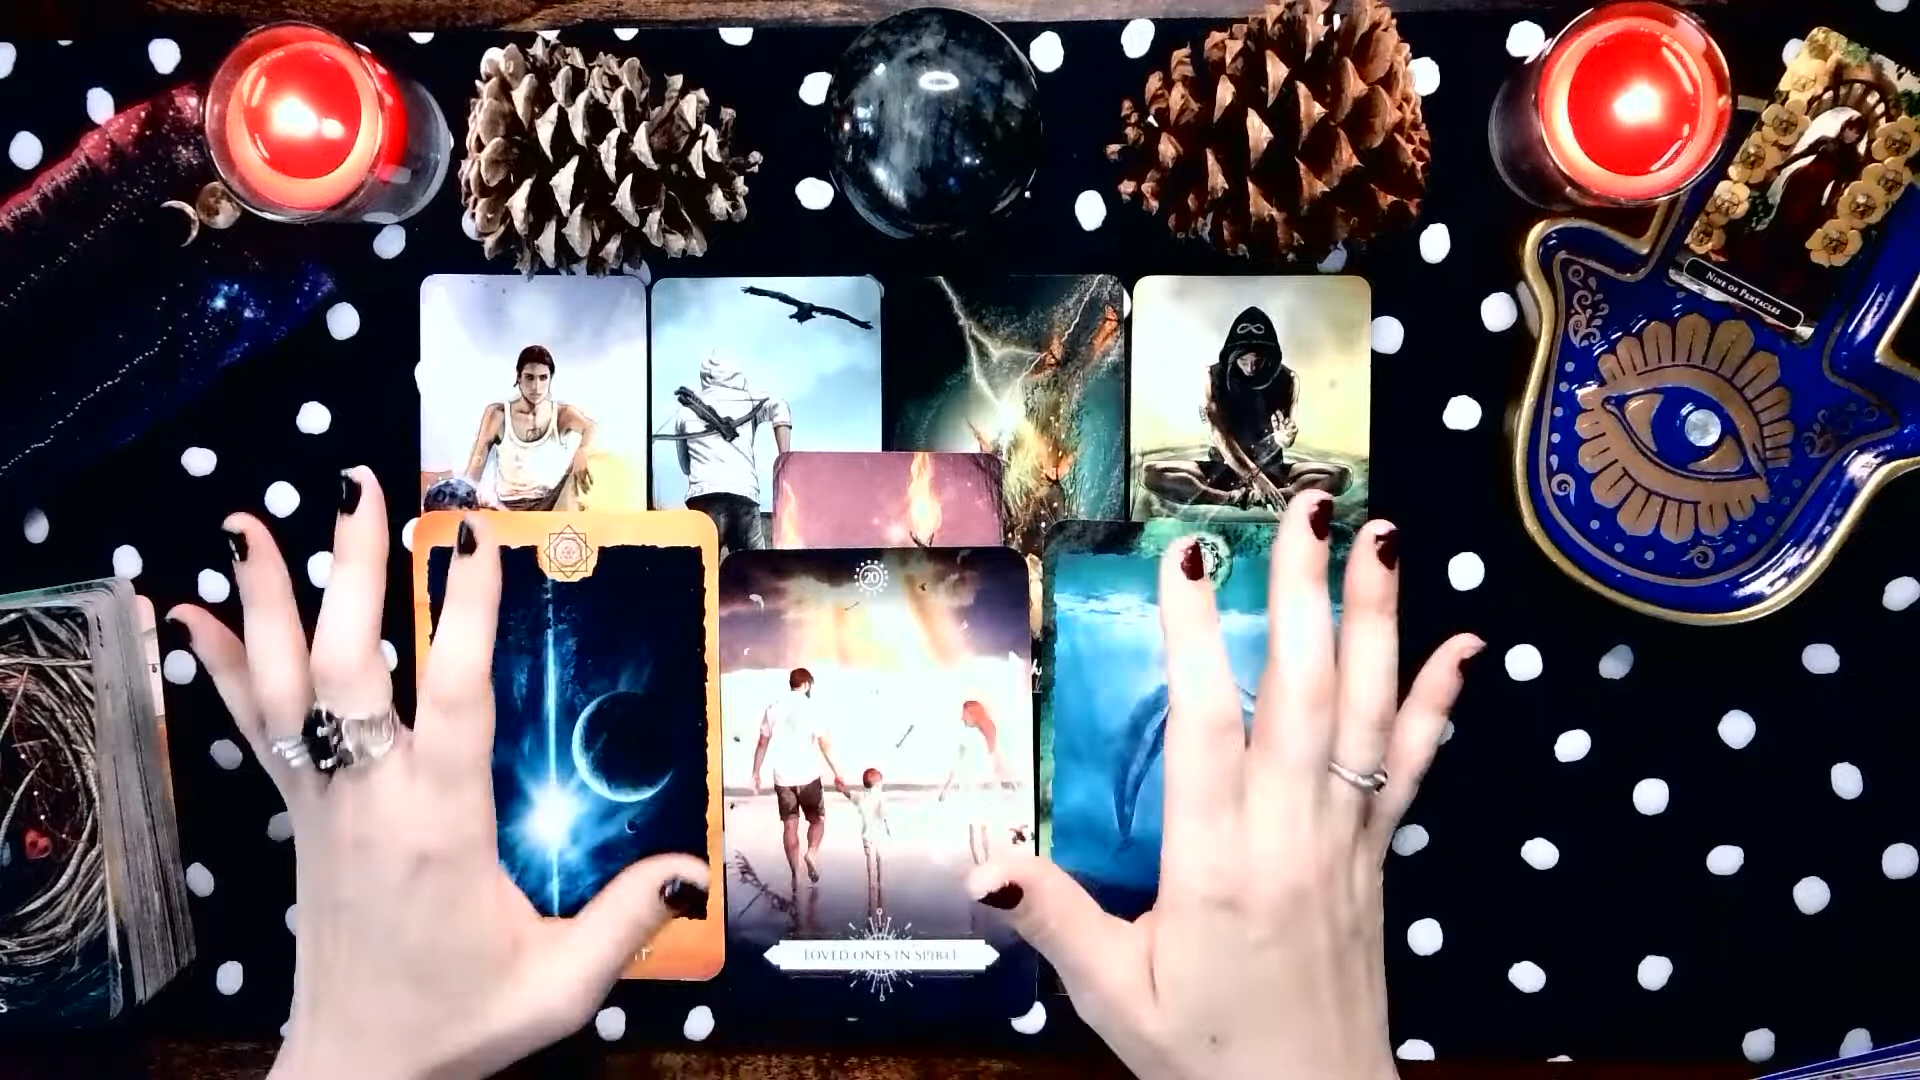 NINE OF PENTACLES
20
LOVED ONES IN SPIRIT